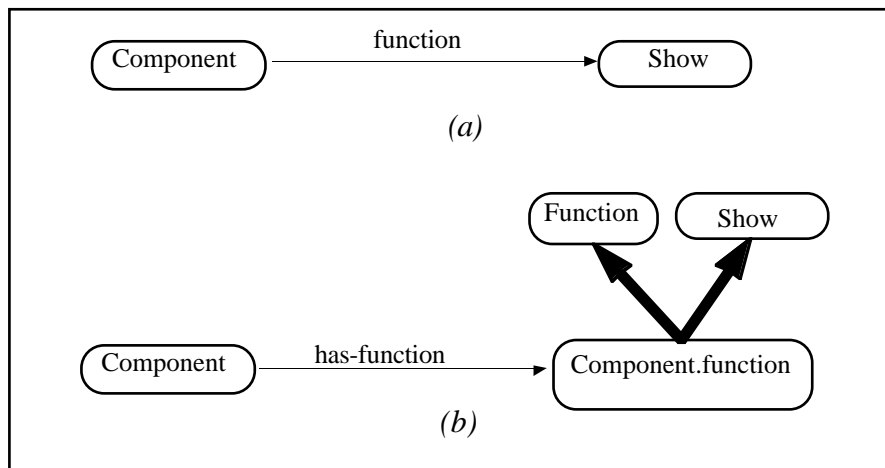 function
Component
Show
(a)
Function
Show
has-function
Component
Component.function
(b)